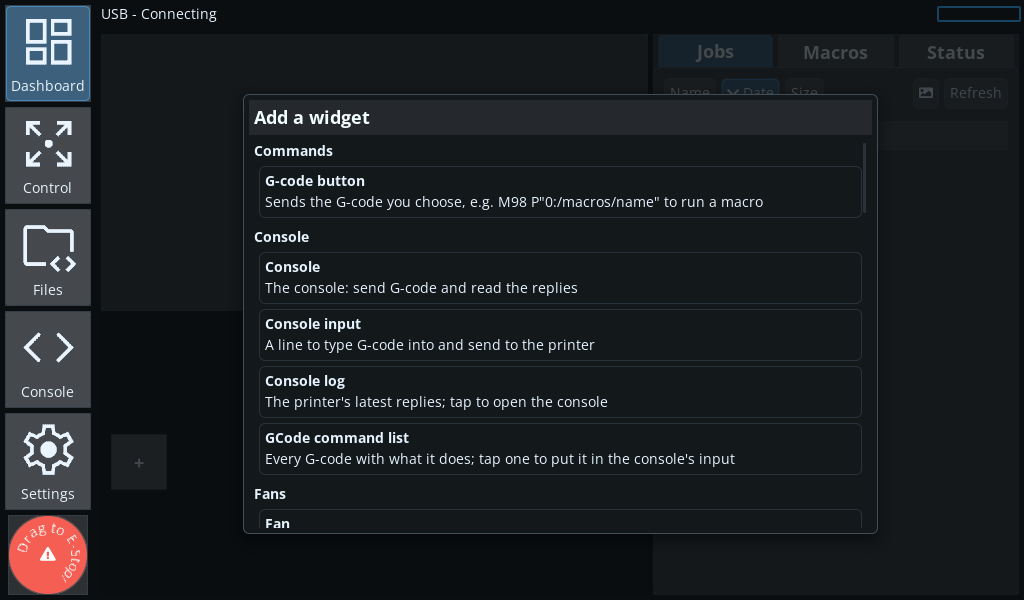 USB - Connecting
Dashboard
Control
Files
Console
Settings
Drag to E-Stop!
Jobs
Macros
Status
Name
Date
Size
Refresh
Add a widget
Commands
G-code button
Sends the G-code you choose, e.g. M98 P"0:/macros/name" to run a macro
Console
Console
The console: send G-code and read the replies
Console input
A line to type G-code into and send to the printer
Console log
The printer's latest replies; tap to open the console
GCode command list
Every G-code with what it does; tap one to put it in the console's input
Fans
Fan
+